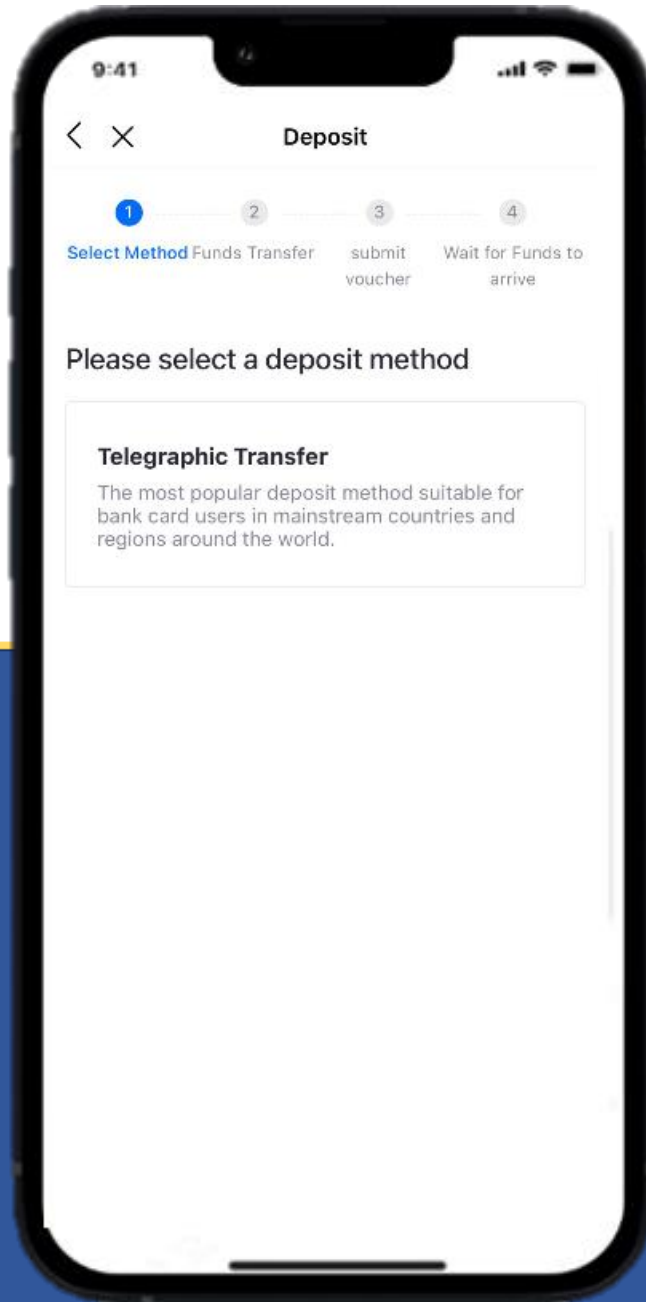 9:41
Deposit
1 2 3 4
Select Method Funds Transfer submit voucher Wait for Funds to arrive
Please select a deposit method
Telegraphic Transfer
The most popular deposit method suitable for
bank card users in mainstream countries and
regions around the world.